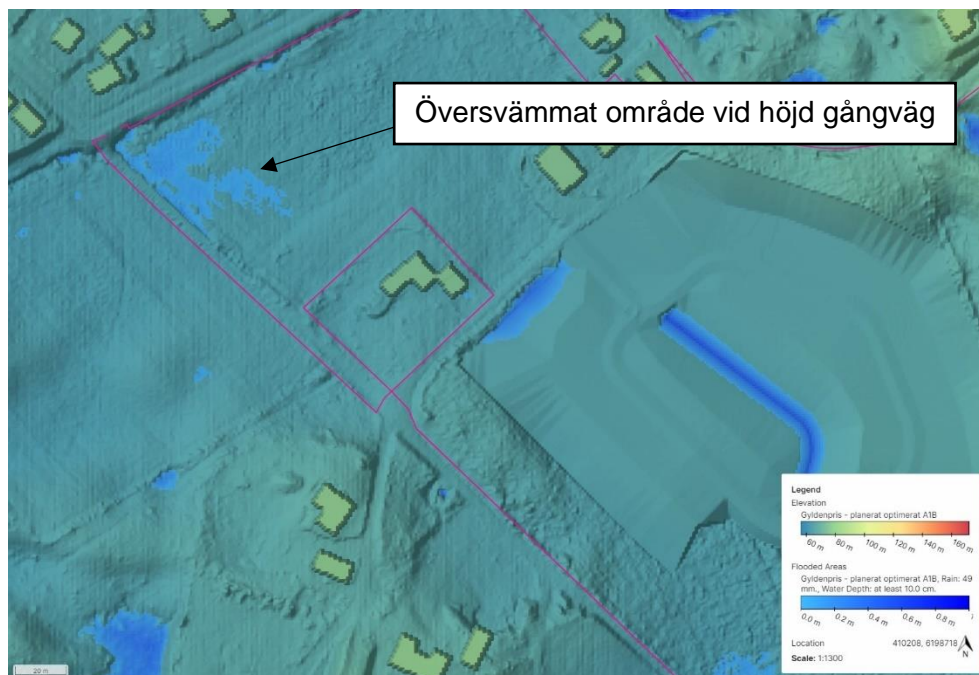 Översvämmat område vid höjd gångväg
Legend
Elevation
Gyldenpris - planerat optimerat A1B
60 m 80 m 100 m 120 m 140 m 160 m
Flooded Areas
Gyldenpris - planerat optimerat A1B, Rain: 49
mm., Water Depth: at least 10.0 cm.
0.0 m 0.2 m 0.4 m 0.6 m 0.8 m
Location 410208, 6198718
N
Scale: 1:1300
20 m